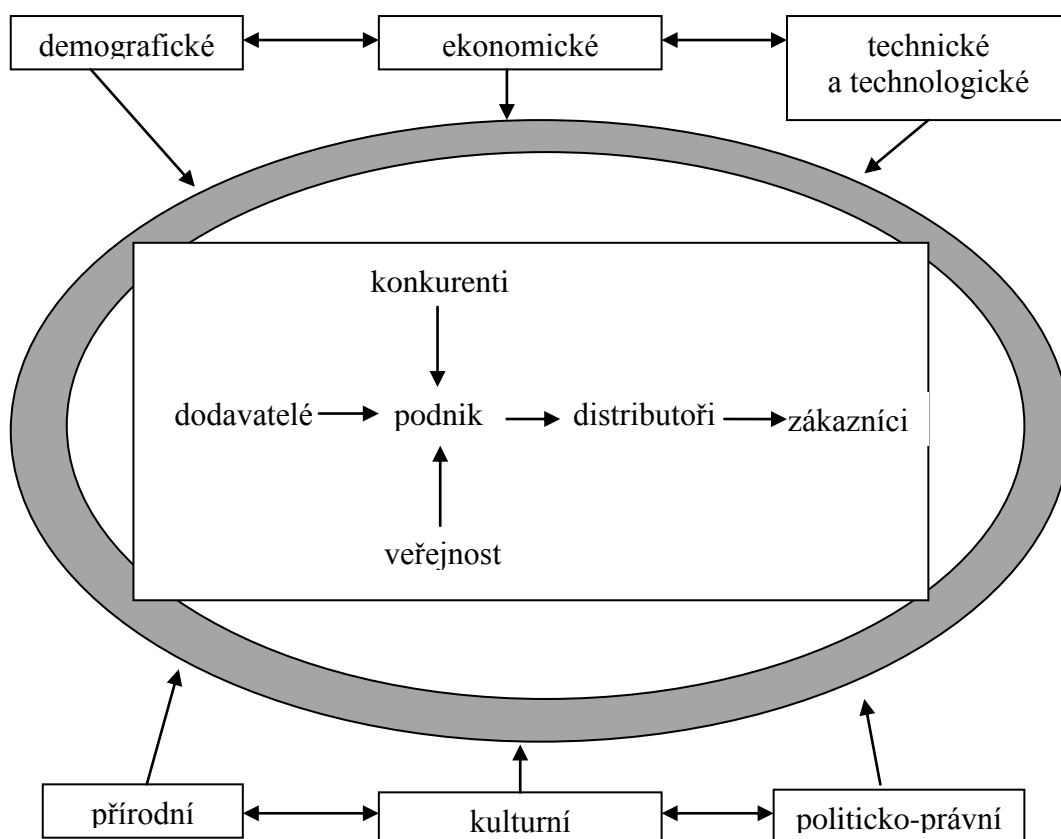 demografické
ekonomické
technické
a technologické
konkurenti
dodavatelé
podnik
distributoři
zákazníci
veřejnost
přírodní
kulturní
politicko-právní